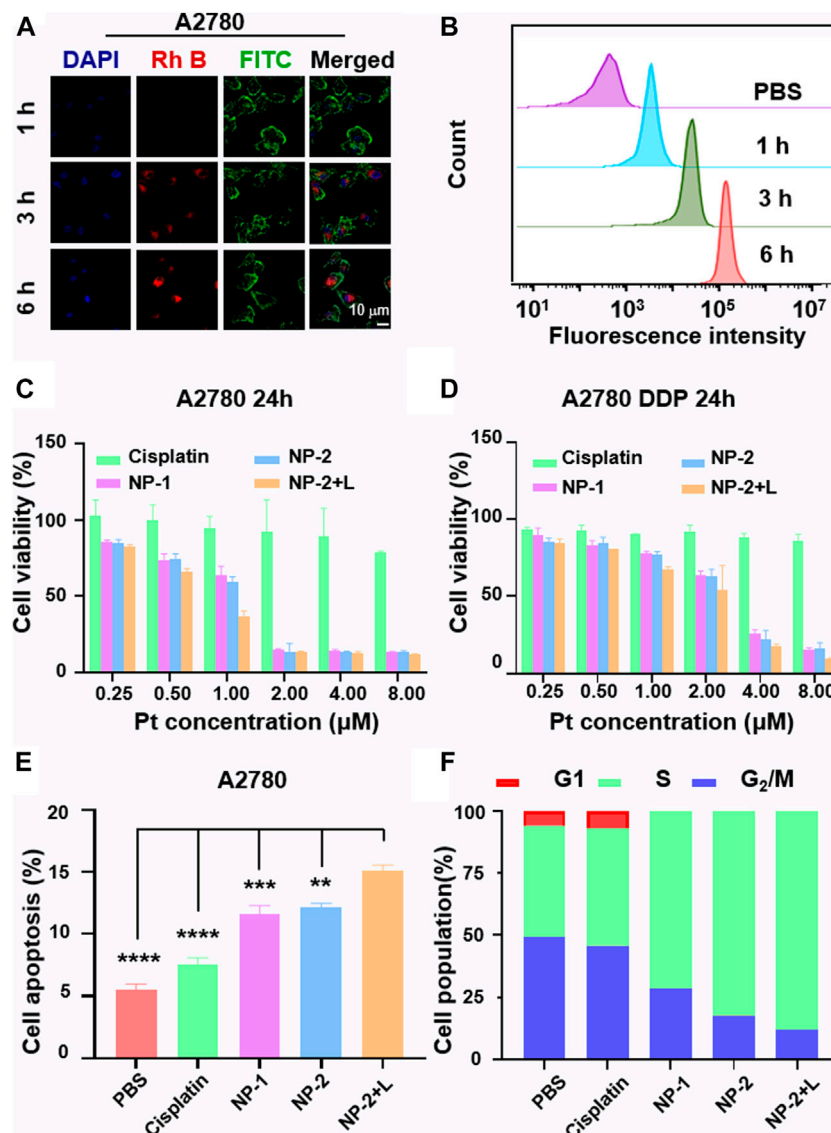 A
A2780
DAPI Rh B FITC Merged
1 h
3 h
6 h
10 μm
B
Count
PBS
1 h
3 h
6 h
10¹ 10³ 10⁵ 10⁷
Fluorescence intensity
C
A2780 24h
Cell viability (%)
150
100
50
0
Cisplatin NP-2
NP-1 NP-2+L
0.25 0.50 1.00 2.00 4.00 8.00
Pt concentration (μM)
D
A2780 DDP 24h
Cell viability (%)
150
100
50
0
Cisplatin NP-2
NP-1 NP-2+L
0.25 0.50 1.00 2.00 4.00 8.00
Pt concentration (μM)
E
A2780
Cell apoptosis (%)
20
15
10
5
0
**** **** *** **
PBS Cisplatin NP-1 NP-2 NP-2+L
F
G1 S G₂/M
Cell population(%)
100
75
50
25
0
PBS Cisplatin NP-1 NP-2 NP-2+L